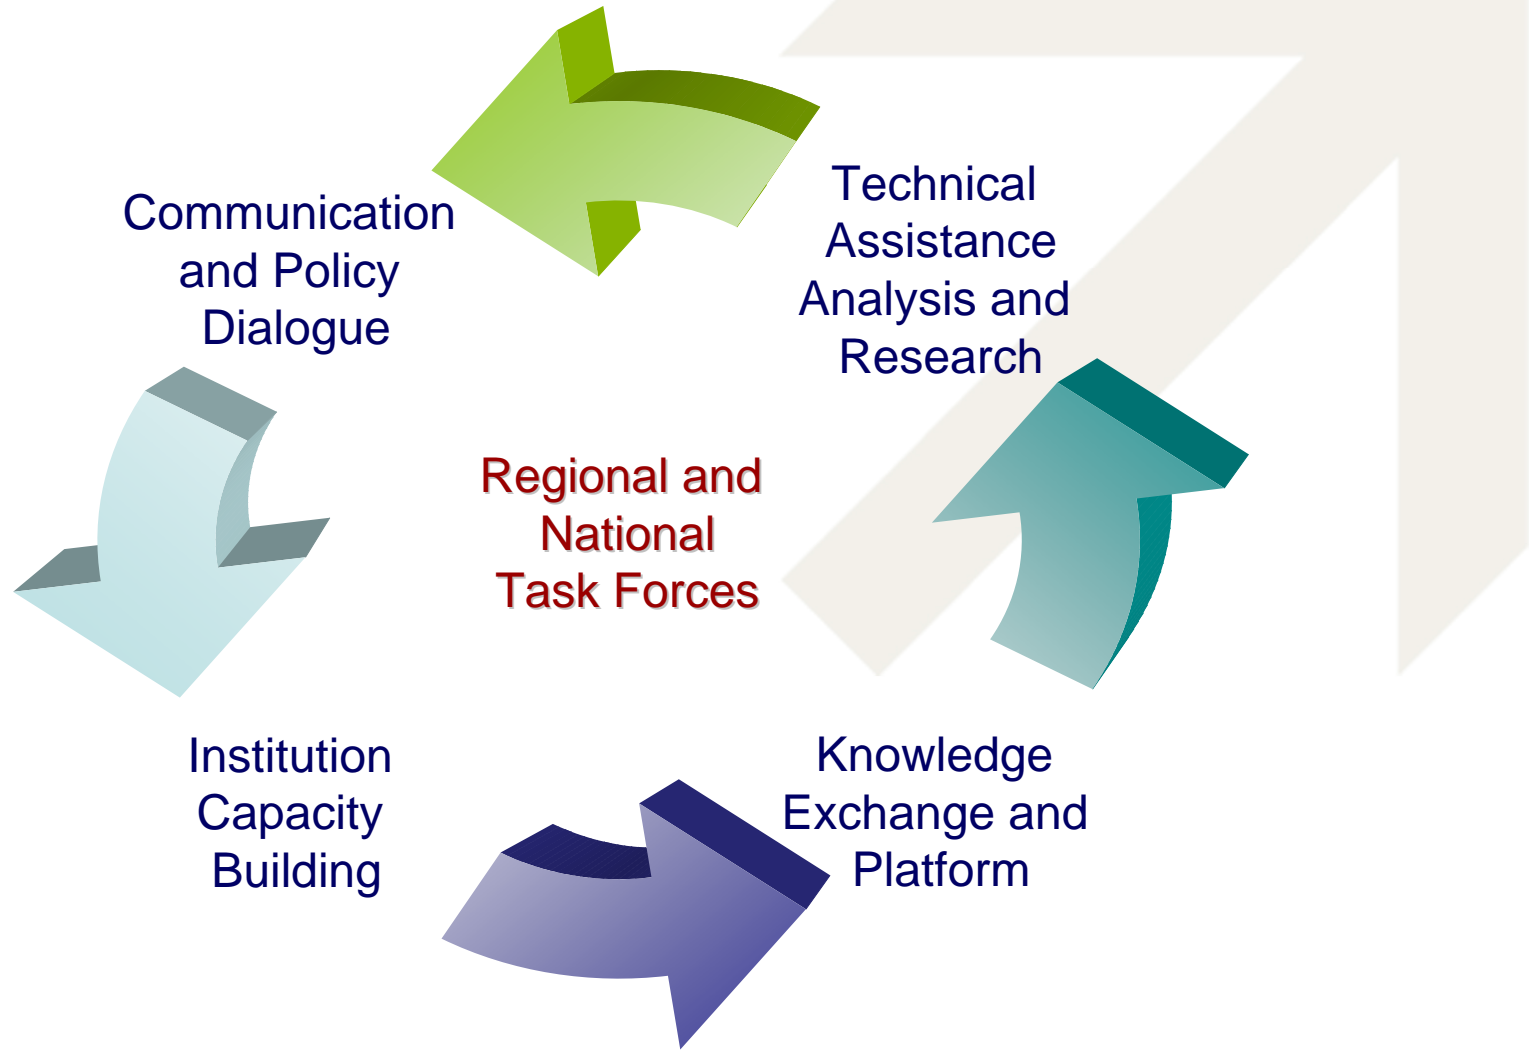 Communication
and Policy
Dialogue
Technical
Assistance
Analysis and
Research
Regional and
National
Task Forces
Institution
Capacity
Building
Knowledge
Exchange and
Platform